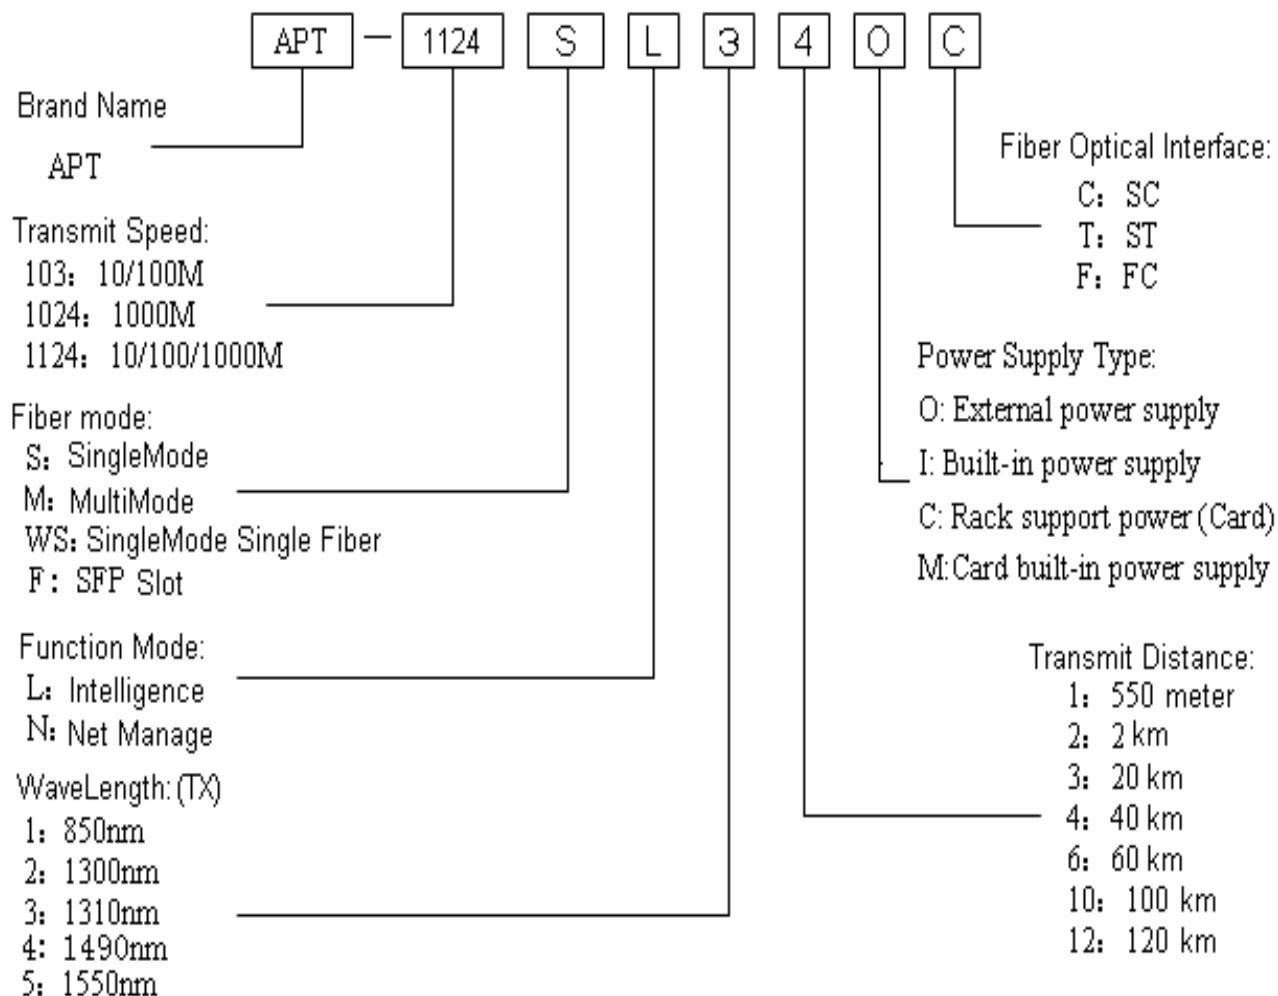 APT — 1124 S L 3 4 O C
Brand Name
APT
Transmit Speed:
103: 10/100M
1024: 1000M
1124: 10/100/1000M
Fiber mode:
S: SingleMode
M: MultiMode
WS: SingleMode Single Fiber
F: SFP Slot
Function Mode:
L: Intelligence
N: Net Manage
WaveLength: (TX)
1: 850nm
2: 1300nm
3: 1310nm
4: 1490nm
5: 1550nm
Fiber Optical Interface:
C: SC
T: ST
F: FC
Power Supply Type:
O: External power supply
I: Built-in power supply
C: Rack support power (Card)
M: Card built-in power supply
Transmit Distance:
1: 550 meter
2: 2 km
3: 20 km
4: 40 km
6: 60 km
10: 100 km
12: 120 km